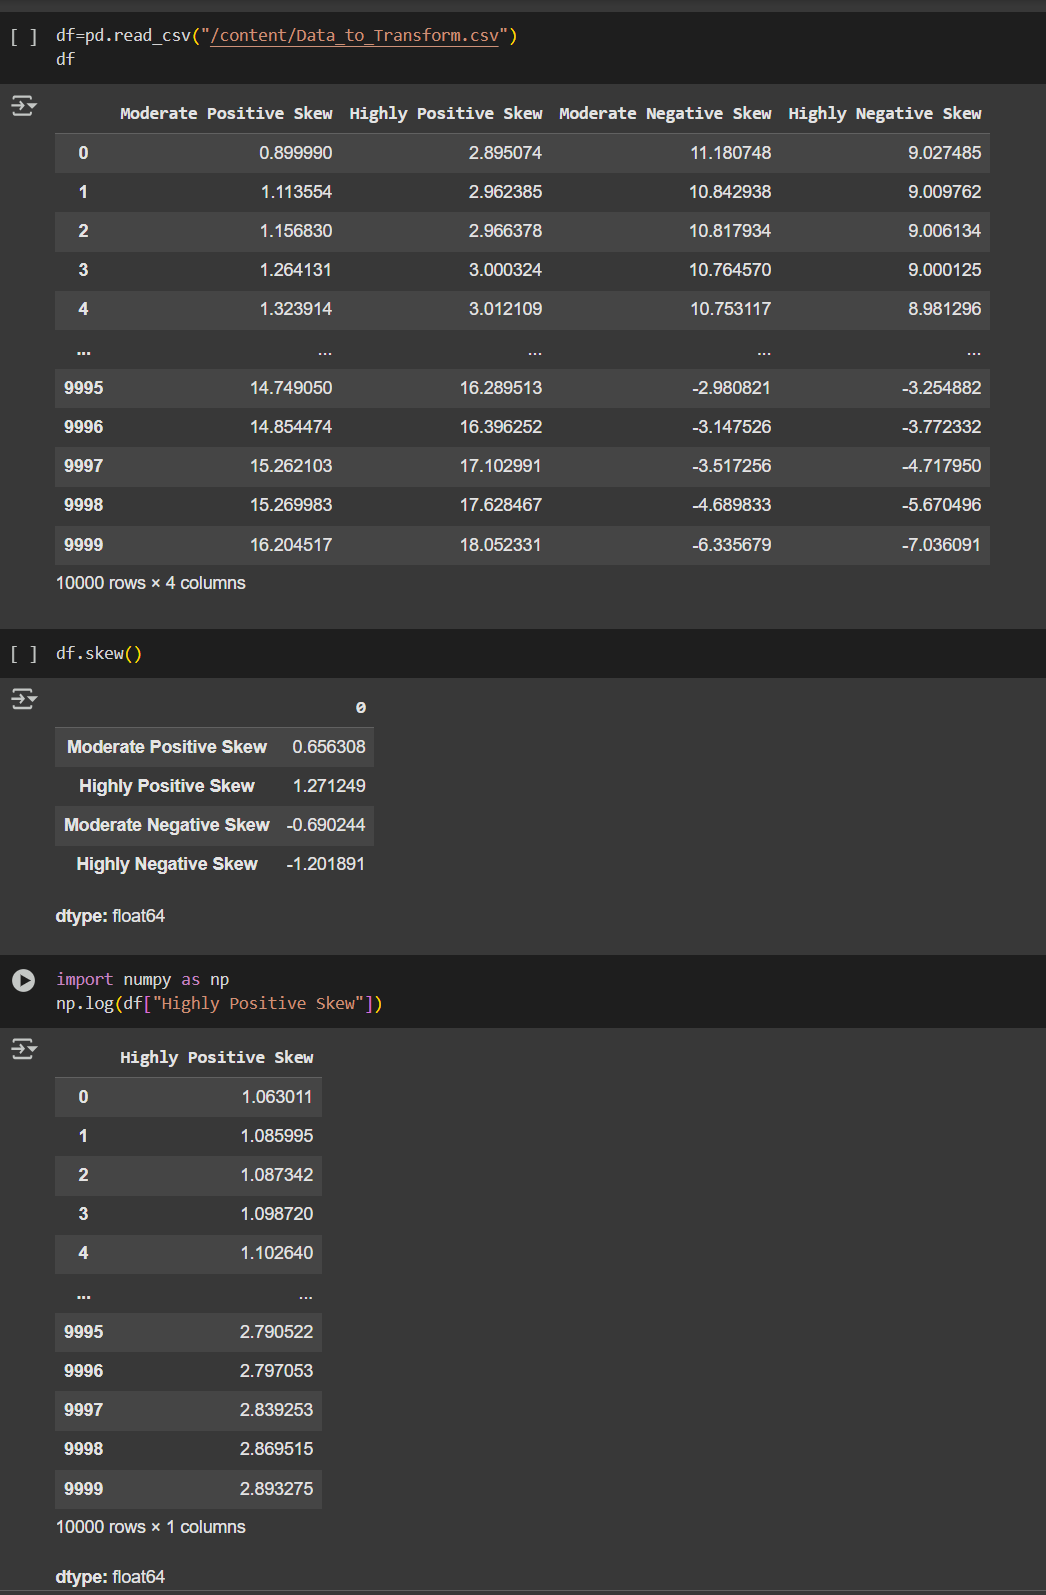 [ ] df=pd.read_csv("/content/Data_to_Transform.csv")
df
Moderate Positive Skew Highly Positive Skew Moderate Negative Skew Highly Negative Skew
0 0.899990 2.895074 11.180748 9.027485
1 1.113554 2.962385 10.842938 9.009762
2 1.156830 2.966378 10.817934 9.006134
3 1.264131 3.000324 10.764570 9.000125
4 1.323914 3.012109 10.753117 8.981296
... ... ... ... ...
9995 14.749050 16.289513 -2.980821 -3.254882
9996 14.854474 16.396252 -3.147526 -3.772332
9997 15.262103 17.102991 -3.517256 -4.717950
9998 15.269983 17.628467 -4.689833 -5.670496
9999 16.204517 18.052331 -6.335679 -7.036091
10000 rows × 4 columns
[ ] df.skew()
0
Moderate Positive Skew 0.656308
Highly Positive Skew 1.271249
Moderate Negative Skew -0.690244
Highly Negative Skew -1.201891
dtype: float64
import numpy as np
np.log(df["Highly Positive Skew"])
Highly Positive Skew
0 1.063011
1 1.085995
2 1.087342
3 1.098720
4 1.102640
... ...
9995 2.790522
9996 2.797053
9997 2.839253
9998 2.869515
9999 2.893275
10000 rows × 1 columns
dtype: float64